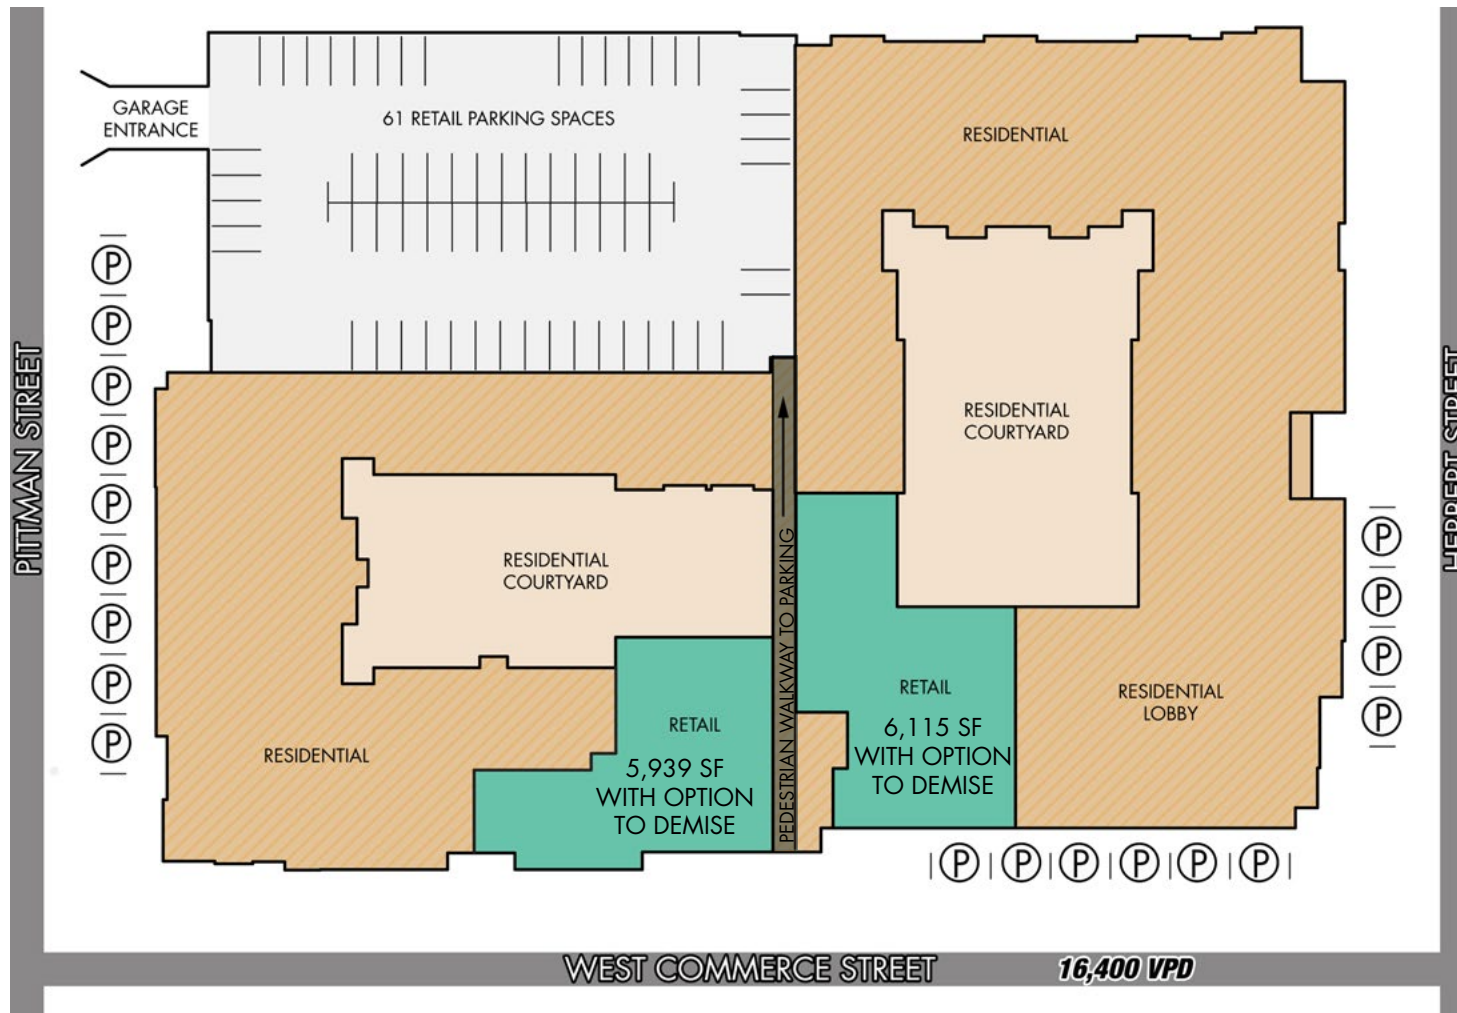 GARAGE
ENTRANCE
61 RETAIL PARKING SPACES
RESIDENTIAL
P
P
P
P
P
P
P
P
P
PITTMAN STREET
RESIDENTIAL
COURTYARD
HERBERT STREET
RESIDENTIAL
COURTYARD
PEDESTRIAN WALKWAY TO PARKING
P
P
P
P
RETAIL
6,115 SF
WITH OPTION
TO DEMISE
RESIDENTIAL
LOBBY
RETAIL
5,939 SF
WITH OPTION
TO DEMISE
RESIDENTIAL
P
P
P
P
P
P
WEST COMMERCE STREET
16,400 VPD